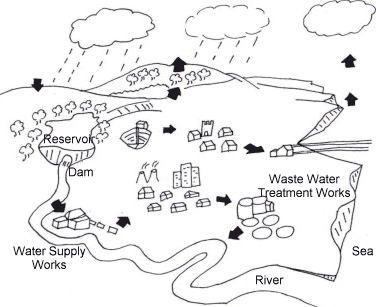 Reservoir
Dam
Waste Water
Treatment Works
Water Supply
Works
Sea
River